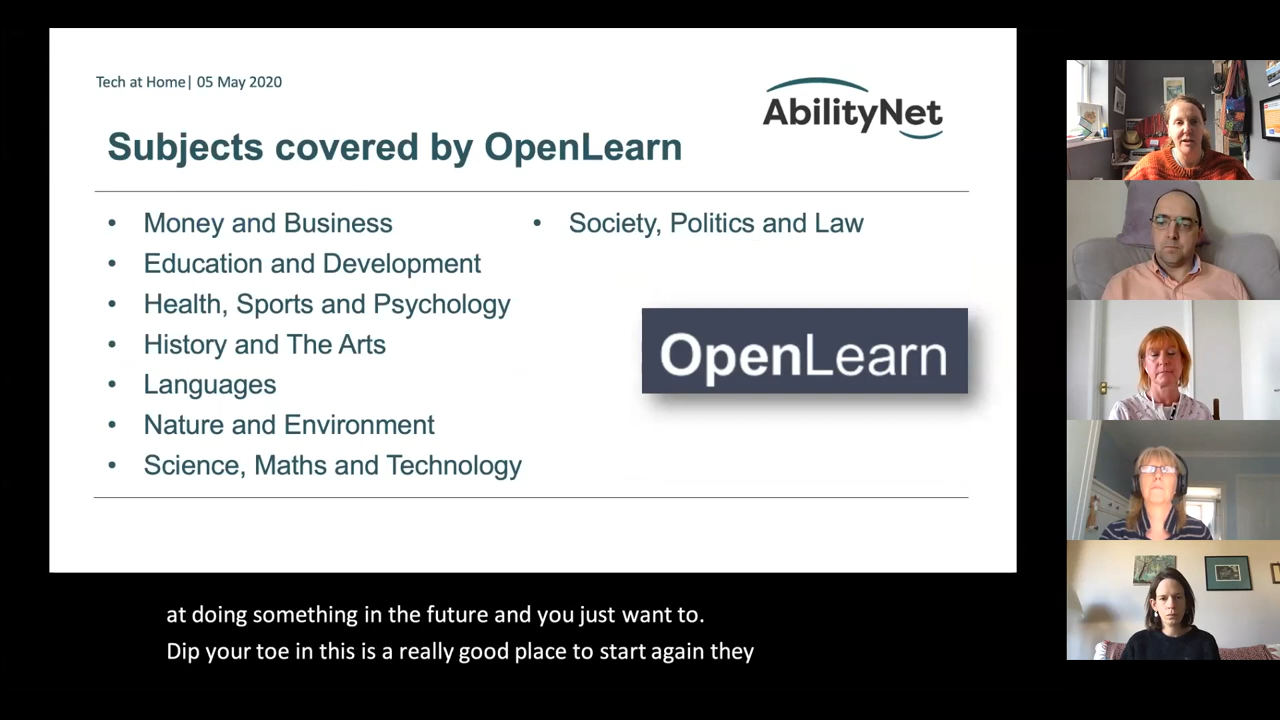 Tech at Home| 05 May 2020
AbilityNet
Subjects covered by OpenLearn
• Money and Business
• Education and Development
• Health, Sports and Psychology
• History and The Arts
• Languages
• Nature and Environment
• Science, Maths and Technology
• Society, Politics and Law
OpenLearn
at doing something in the future and you just want to.
Dip your toe in this is a really good place to start again they